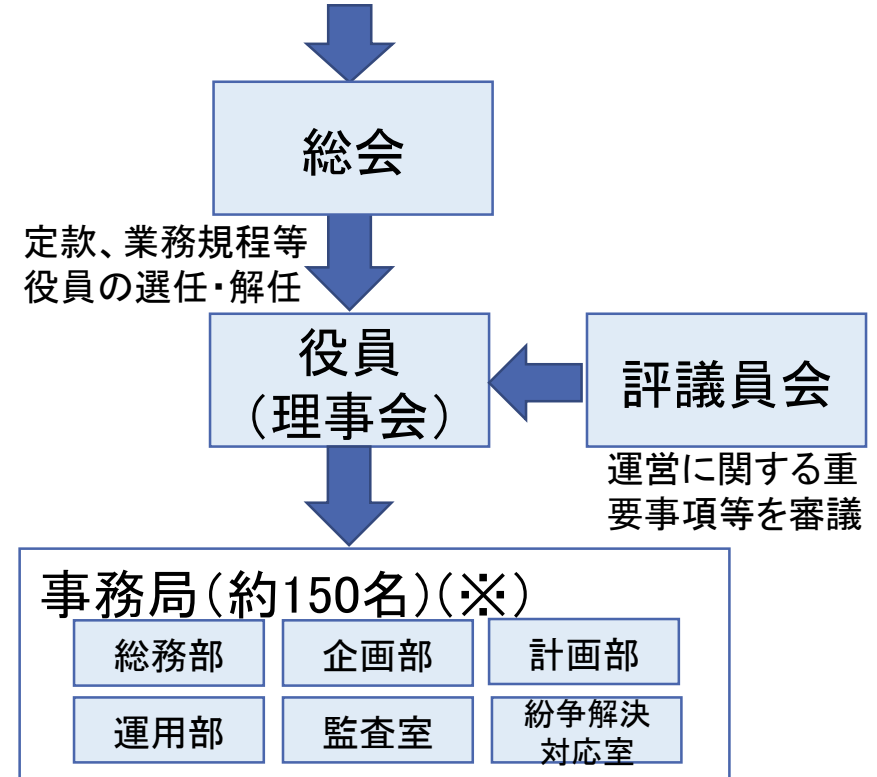 総会
定款、業務規程等
役員の選任・解任
役員
（理事会）
評議員会
運営に関する重
要事項等を審議
事務局（約150名）（※）
総務部
企画部
計画部
運用部
監査室
紛争解決
対応室